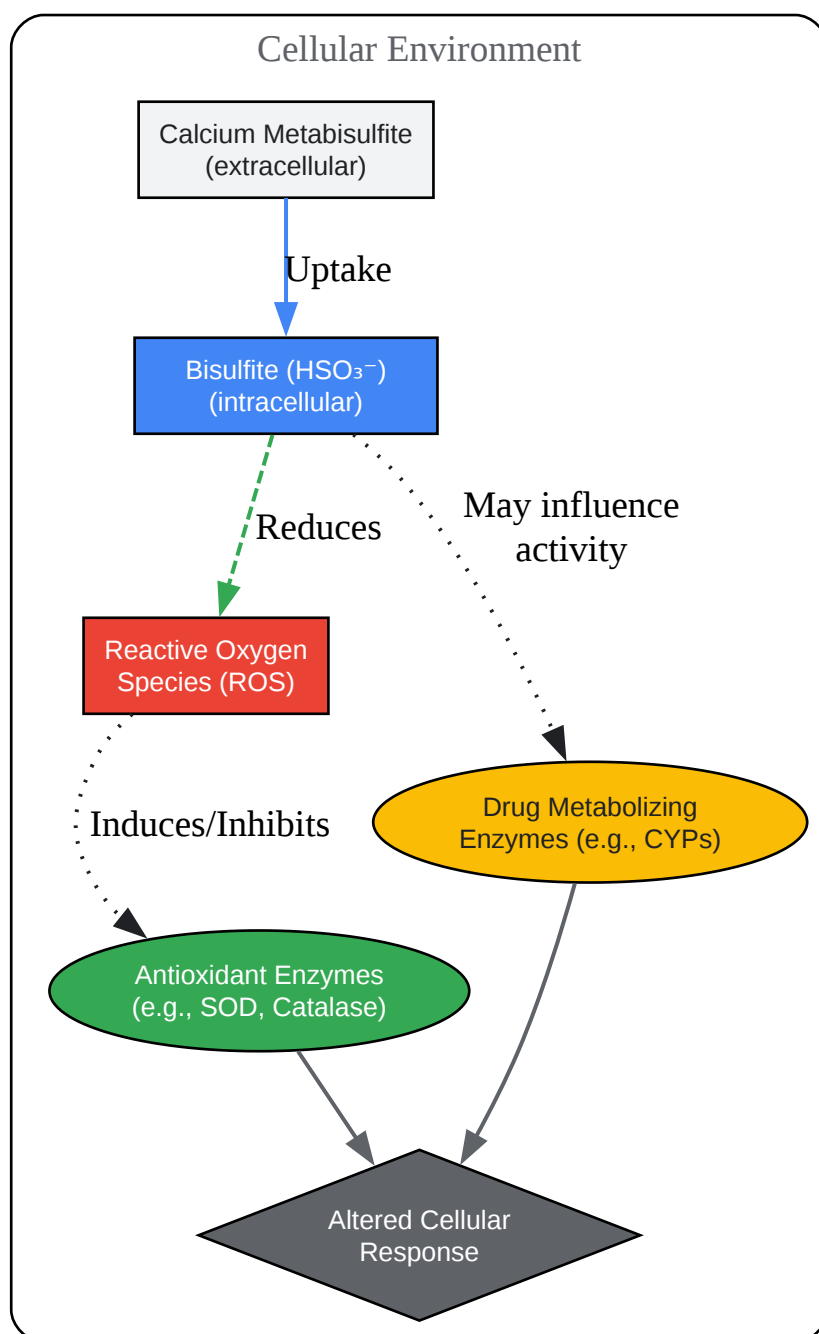 Cellular Environment
Calcium Metabisulfite
(extracellular)
Uptake
Bisulfite (HSO₃⁻)
(intracellular)
Reduces
May influence
activity
Reactive Oxygen
Species (ROS)
Induces/Inhibits
Drug Metabolizing
Enzymes (e.g., CYPs)
Antioxidant Enzymes
(e.g., SOD, Catalase)
Altered Cellular
Response